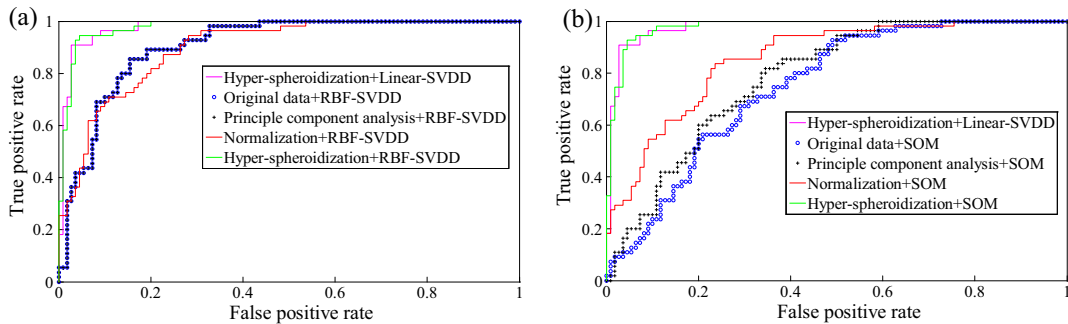 (a)
True positive rate
1
0.8
0.6
0.4
0.2
0
Hyper-spheroidization+Linear-SVDD
Original data+RBF-SVDD
Principle component analysis+RBF-SVDD
Normalization+RBF-SVDD
Hyper-spheroidization+RBF-SVDD
0 0.2 0.4 0.6 0.8 1
False positive rate
(b)
True positive rate
1
0.8
0.6
0.4
0.2
0
Hyper-spheroidization+Linear-SVDD
Original data+SOM
Principle component analysis+SOM
Normalization+SOM
Hyper-spheroidization+SOM
0 0.2 0.4 0.6 0.8 1
False positive rate